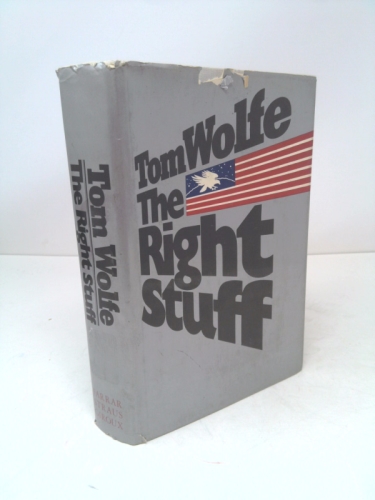 Tom Wolfe
The Right Stuff
Tom Wolfe
The
Right
Stuff